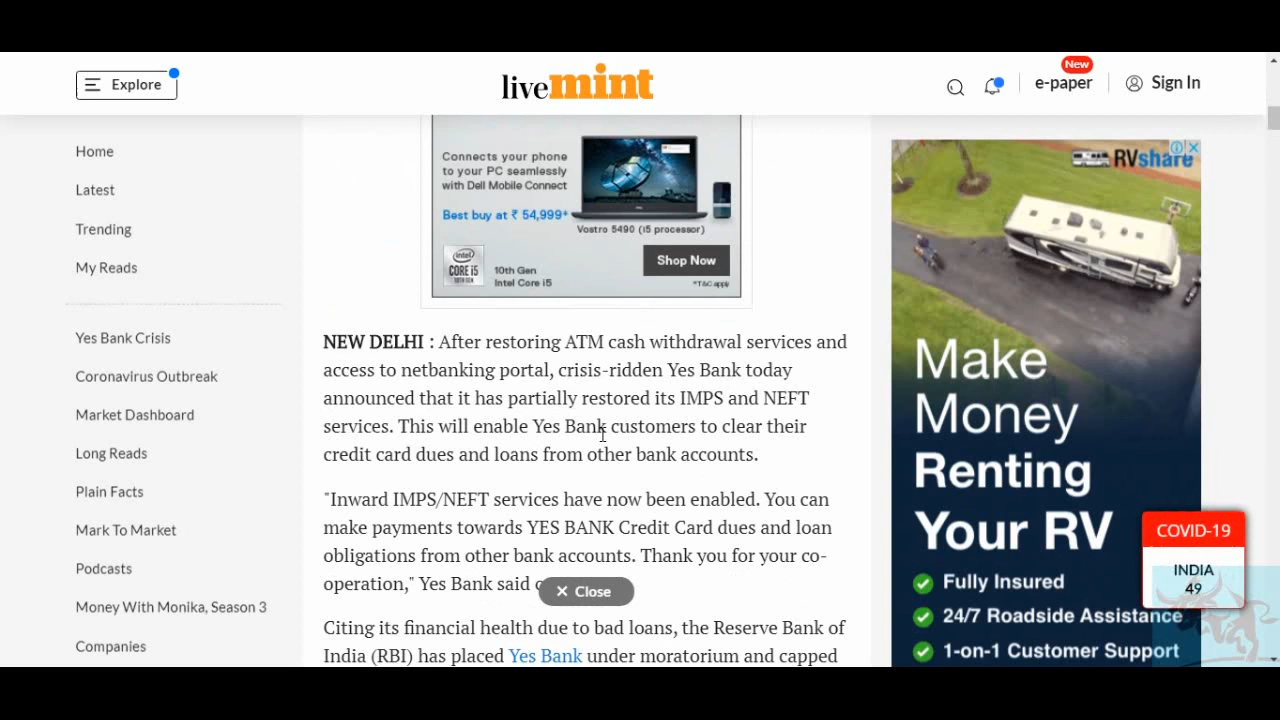 Explore
livemint
New
e-paper
Sign In
Home
Latest
Trending
My Reads
Yes Bank Crisis
Coronavirus Outbreak
Market Dashboard
Long Reads
Plain Facts
Mark To Market
Podcasts
Money With Monika, Season 3
Companies
Connects your phone
to your PC seamlessly
with Dell Mobile Connect
Best buy at ₹ 54,999*
Vostro 5490 (i5 processor)
intel
CORE i5
10th Gen
Intel Core i5
Shop Now
*T&C apply
NEW DELHI : After restoring ATM cash withdrawal services and
access to netbanking portal, crisis-ridden Yes Bank today
announced that it has partially restored its IMPS and NEFT
services. This will enable Yes Bank customers to clear their
credit card dues and loans from other bank accounts.
"Inward IMPS/NEFT services have now been enabled. You can
make payments towards YES BANK Credit Card dues and loan
obligations from other bank accounts. Thank you for your co-
operation," Yes Bank said
✕ Close
Citing its financial health due to bad loans, the Reserve Bank of
India (RBI) has placed Yes Bank under moratorium and capped
RVshare
Make
Money
Renting
Your RV
Fully Insured
24/7 Roadside Assistance
1-on-1 Customer Support
COVID-19
INDIA
49